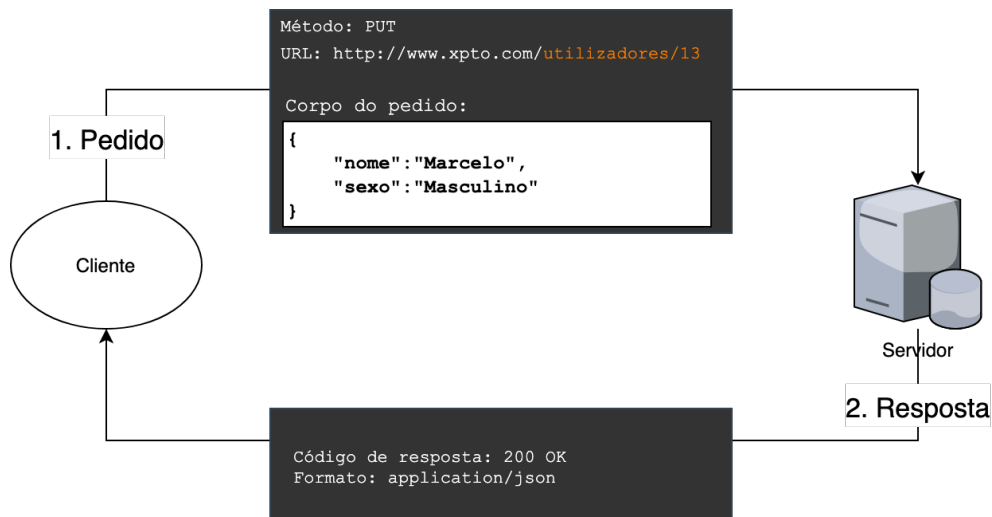 Método: PUT
URL: http://www.xpto.com/utilizadores/13
Corpo do pedido:
{
"nome":"Marcelo",
"sexo":"Masculino"
}
1. Pedido
Cliente
Servidor
2. Resposta
Código de resposta: 200 OK
Formato: application/json